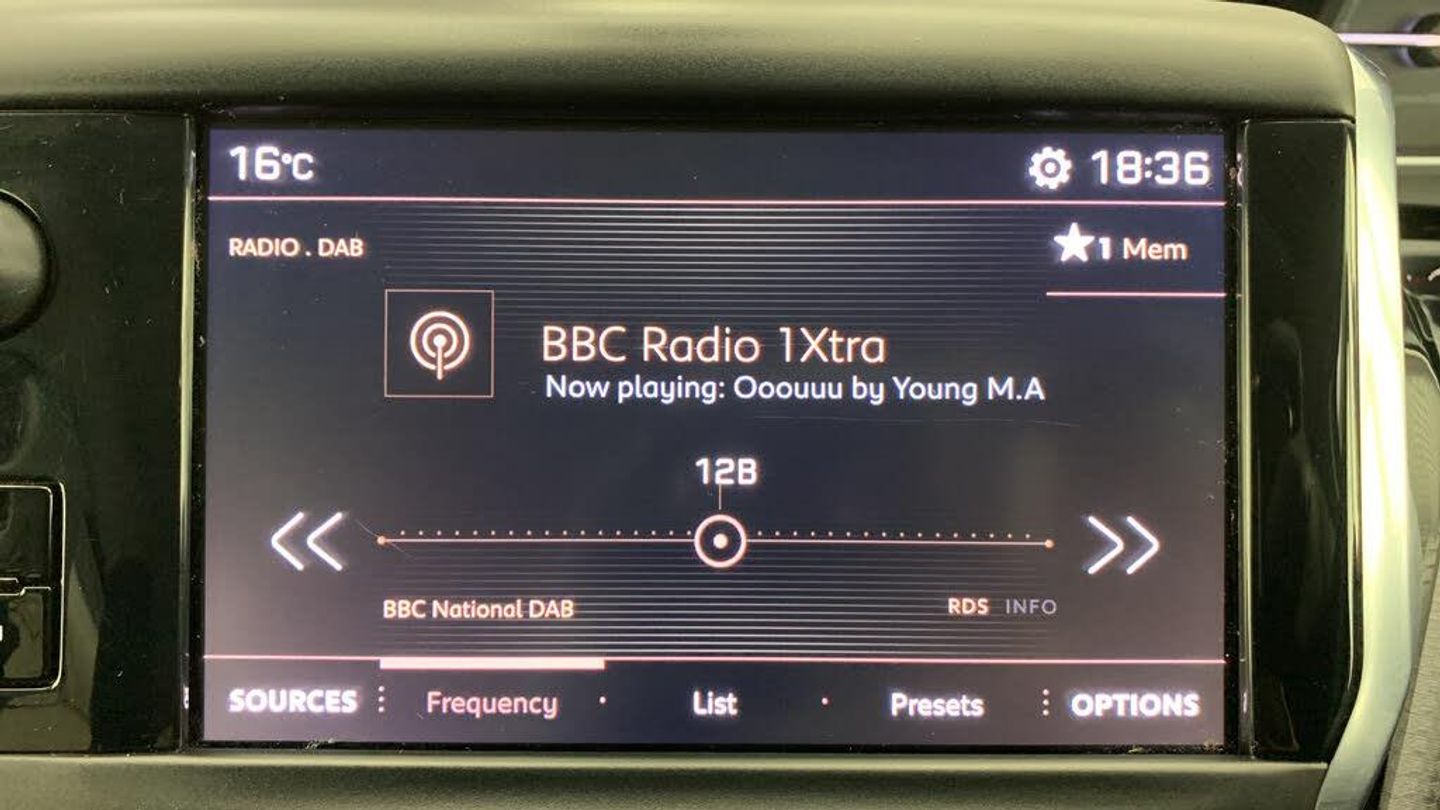 16°C
18:36
RADIO . DAB
1 Mem
BBC Radio 1Xtra
Now playing: Ooouuu by Young M.A
12B
BBC National DAB
RDS INFO
SOURCES Frequency List Presets OPTIONS